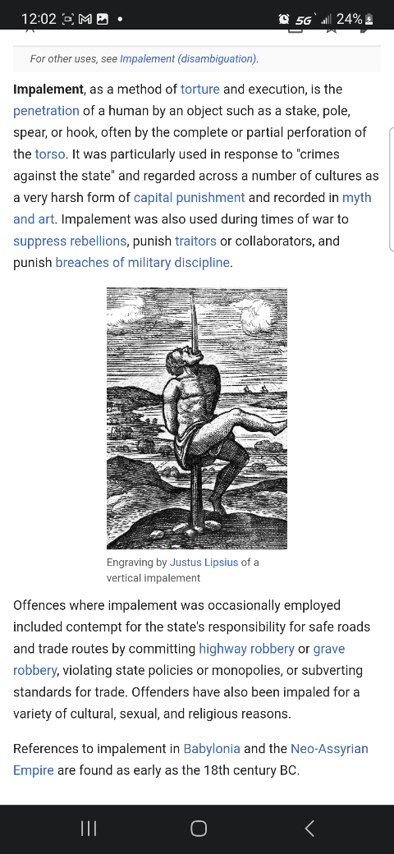 12:02
5G
24%
For other uses, see Impalement (disambiguation).
Impalement, as a method of torture and execution, is the
penetration of a human by an object such as a stake, pole,
spear, or hook, often by the complete or partial perforation of
the torso. It was particularly used in response to "crimes
against the state" and regarded across a number of cultures as
a very harsh form of capital punishment and recorded in myth
and art. Impalement was also used during times of war to
suppress rebellions, punish traitors or collaborators, and
punish breaches of military discipline.
Engraving by Justus Lipsius of a
vertical impalement
Offences where impalement was occasionally employed
included contempt for the state's responsibility for safe roads
and trade routes by committing highway robbery or grave
robbery, violating state policies or monopolies, or subverting
standards for trade. Offenders have also been impaled for a
variety of cultural, sexual, and religious reasons.
References to impalement in Babylonia and the Neo-Assyrian
Empire are found as early as the 18th century BC.